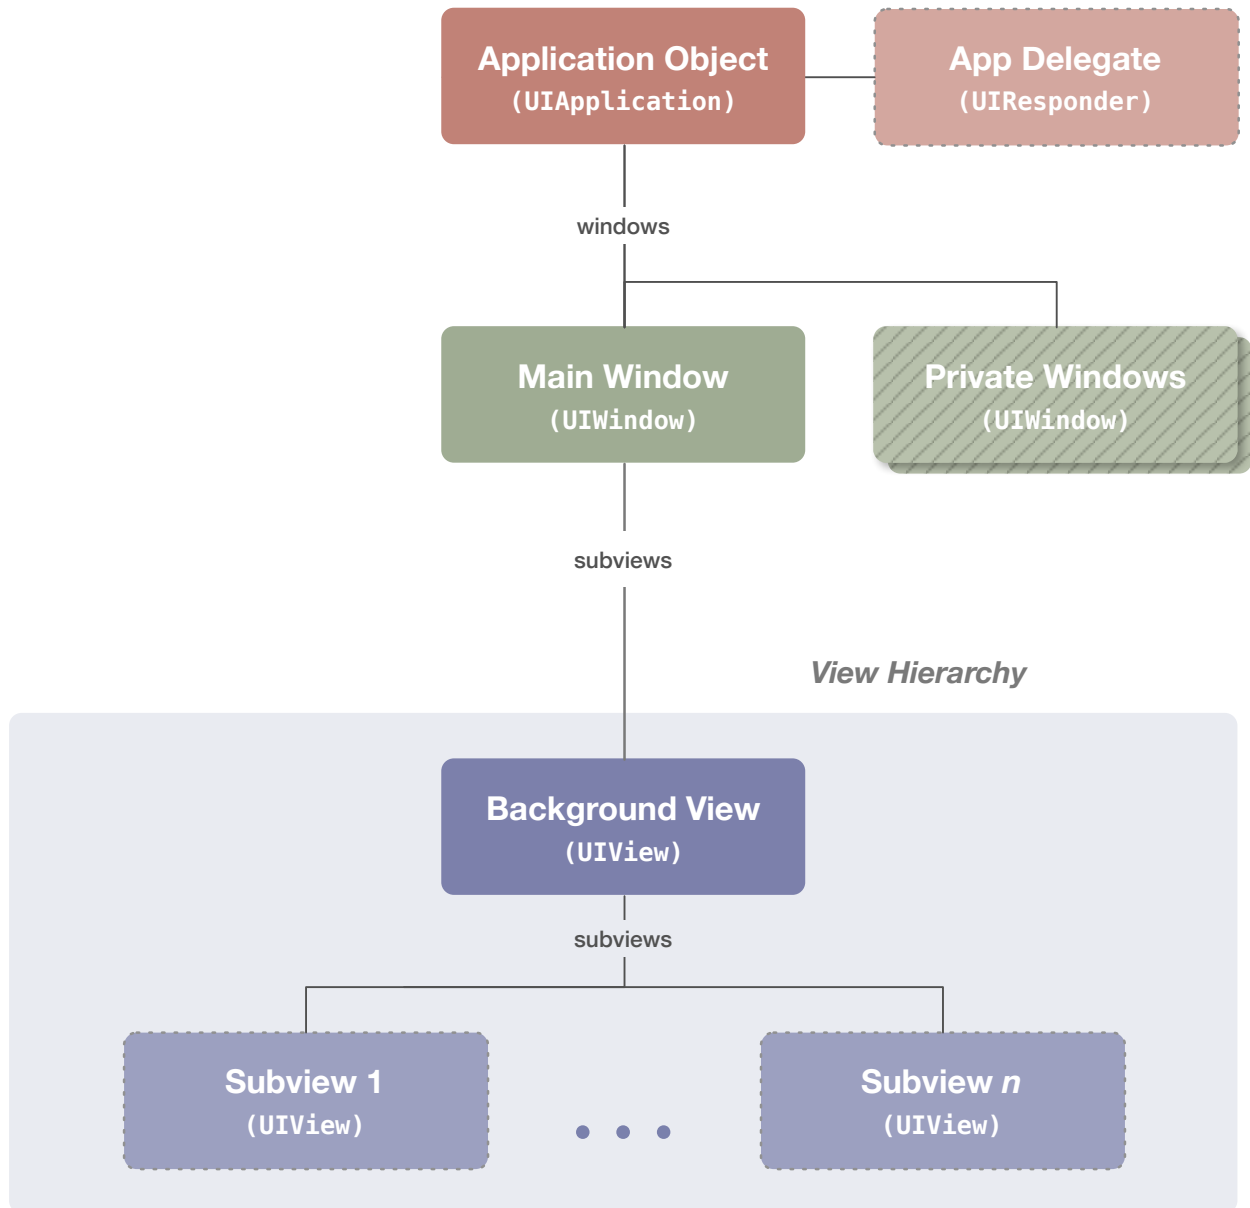 Application Object
(UIApplication)
App Delegate
(UIResponder)
windows
Main Window
(UIWindow)
Private Windows
(UIWindow)
subviews
View Hierarchy
Background View
(UIView)
subviews
Subview 1
(UIView)
Subview n
(UIView)